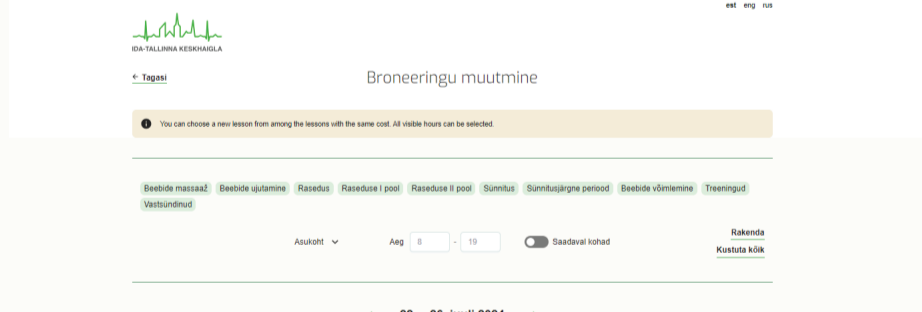 est eng rus
IDA-TALLINNA KESKHAIGLA
← Tagasi
Broneeringu muutmine
You can choose a new lesson from among the lessons with the same cost. All visible hours can be selected.
Beebide massaaž Beebide ujutamine Rasedus Raseduse I pool Raseduse II pool Sünnitus Sünnitusjärgne periood Beebide võimlemine Treeningud
Vastsündinud
Asukoht Aeg 8 - 19 Saadaval kohad
Rakenda
Kustuta kõik